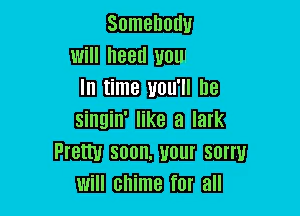 Somebody
will heed you
In time you'll be
singin' like a lark
Pretty soon, your sorry
will chime for all